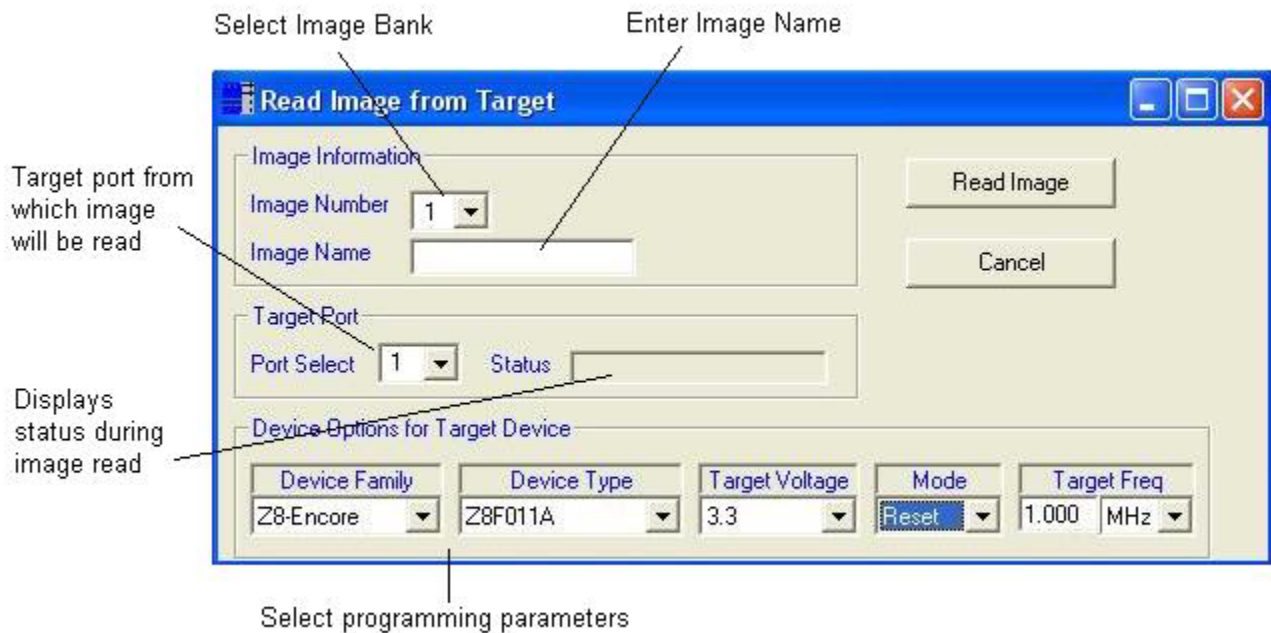 Select Image Bank
Enter Image Name
Read Image from Target
Image Information
Target port from
which image
will be read
Image Number 1
Image Name
Read Image
Cancel
Target Port
Port Select 1 Status
Displays
status during
image read
Device Options for Target Device
Device Family Device Type Target Voltage Mode Target Freq
Z8-Encore Z8F011A 3.3 Reset 1.000 MHz
Select programming parameters